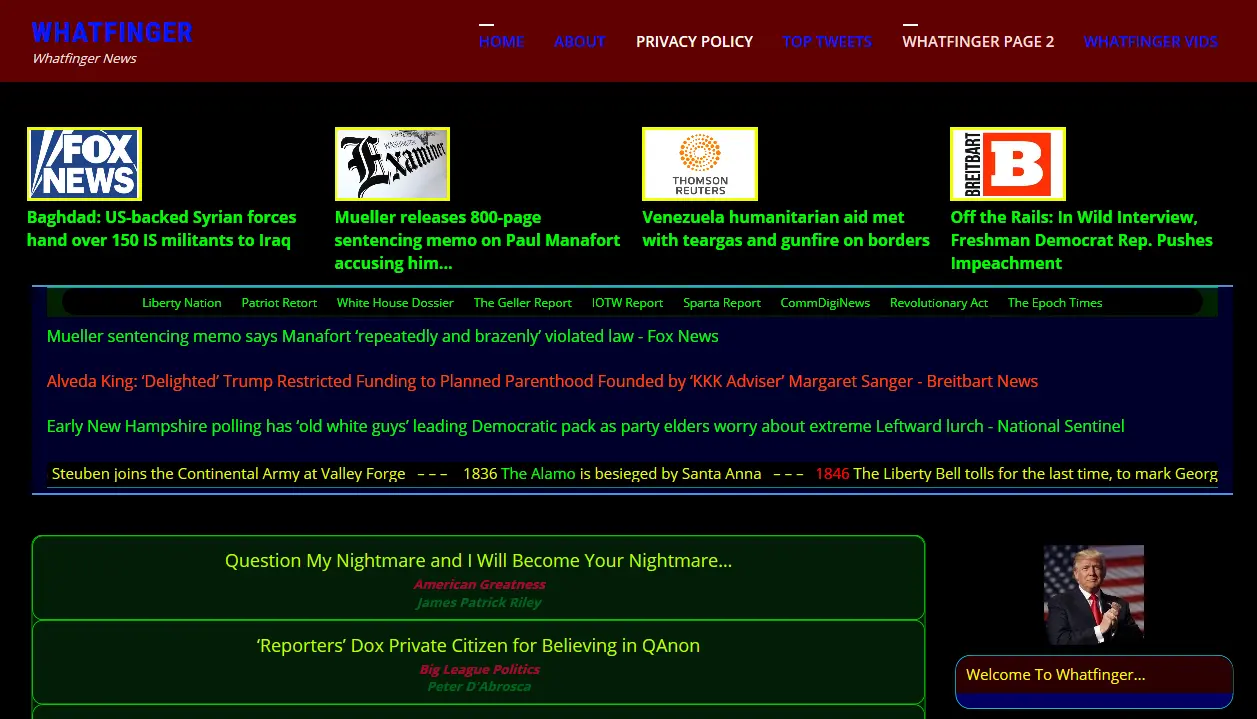 WHATFINGER
Whatfinger News
HOME ABOUT PRIVACY POLICY TOP TWEETS WHATFINGER PAGE 2 WHATFINGER VIDS
FOX
NEWS
Baghdad: US-backed Syrian forces
hand over 150 IS militants to Iraq
WASHINGTON
Examiner
Mueller releases 800-page
sentencing memo on Paul Manafort
accusing him...
THOMSON
REUTERS
Venezuela humanitarian aid met
with teargas and gunfire on borders
BREITBART
B
Off the Rails: In Wild Interview,
Freshman Democrat Rep. Pushes
Impeachment
Liberty Nation Patriot Retort White House Dossier The Geller Report IOTW Report Sparta Report CommDigiNews Revolutionary Act The Epoch Times
Mueller sentencing memo says Manafort ‘repeatedly and brazenly’ violated law - Fox News
Alveda King: ‘Delighted’ Trump Restricted Funding to Planned Parenthood Founded by ‘KKK Adviser’ Margaret Sanger - Breitbart News
Early New Hampshire polling has ‘old white guys’ leading Democratic pack as party elders worry about extreme Leftward lurch - National Sentinel
Steuben joins the Continental Army at Valley Forge – – – 1836 The Alamo is besieged by Santa Anna – – – 1846 The Liberty Bell tolls for the last time, to mark Georg
Question My Nightmare and I Will Become Your Nightmare...
American Greatness
James Patrick Riley
‘Reporters’ Dox Private Citizen for Believing in QAnon
Big League Politics
Peter D'Abrosca
Welcome To Whatfinger...